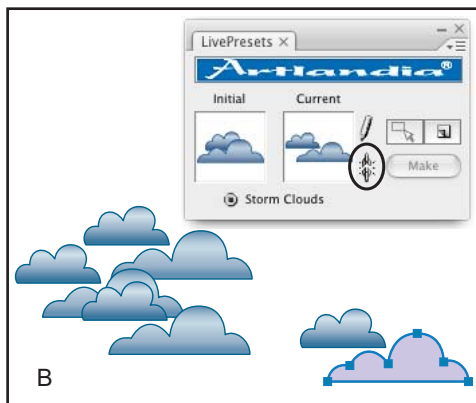 LivePresets ×
Artlandia®
Initial Current
Make
Storm Clouds
B